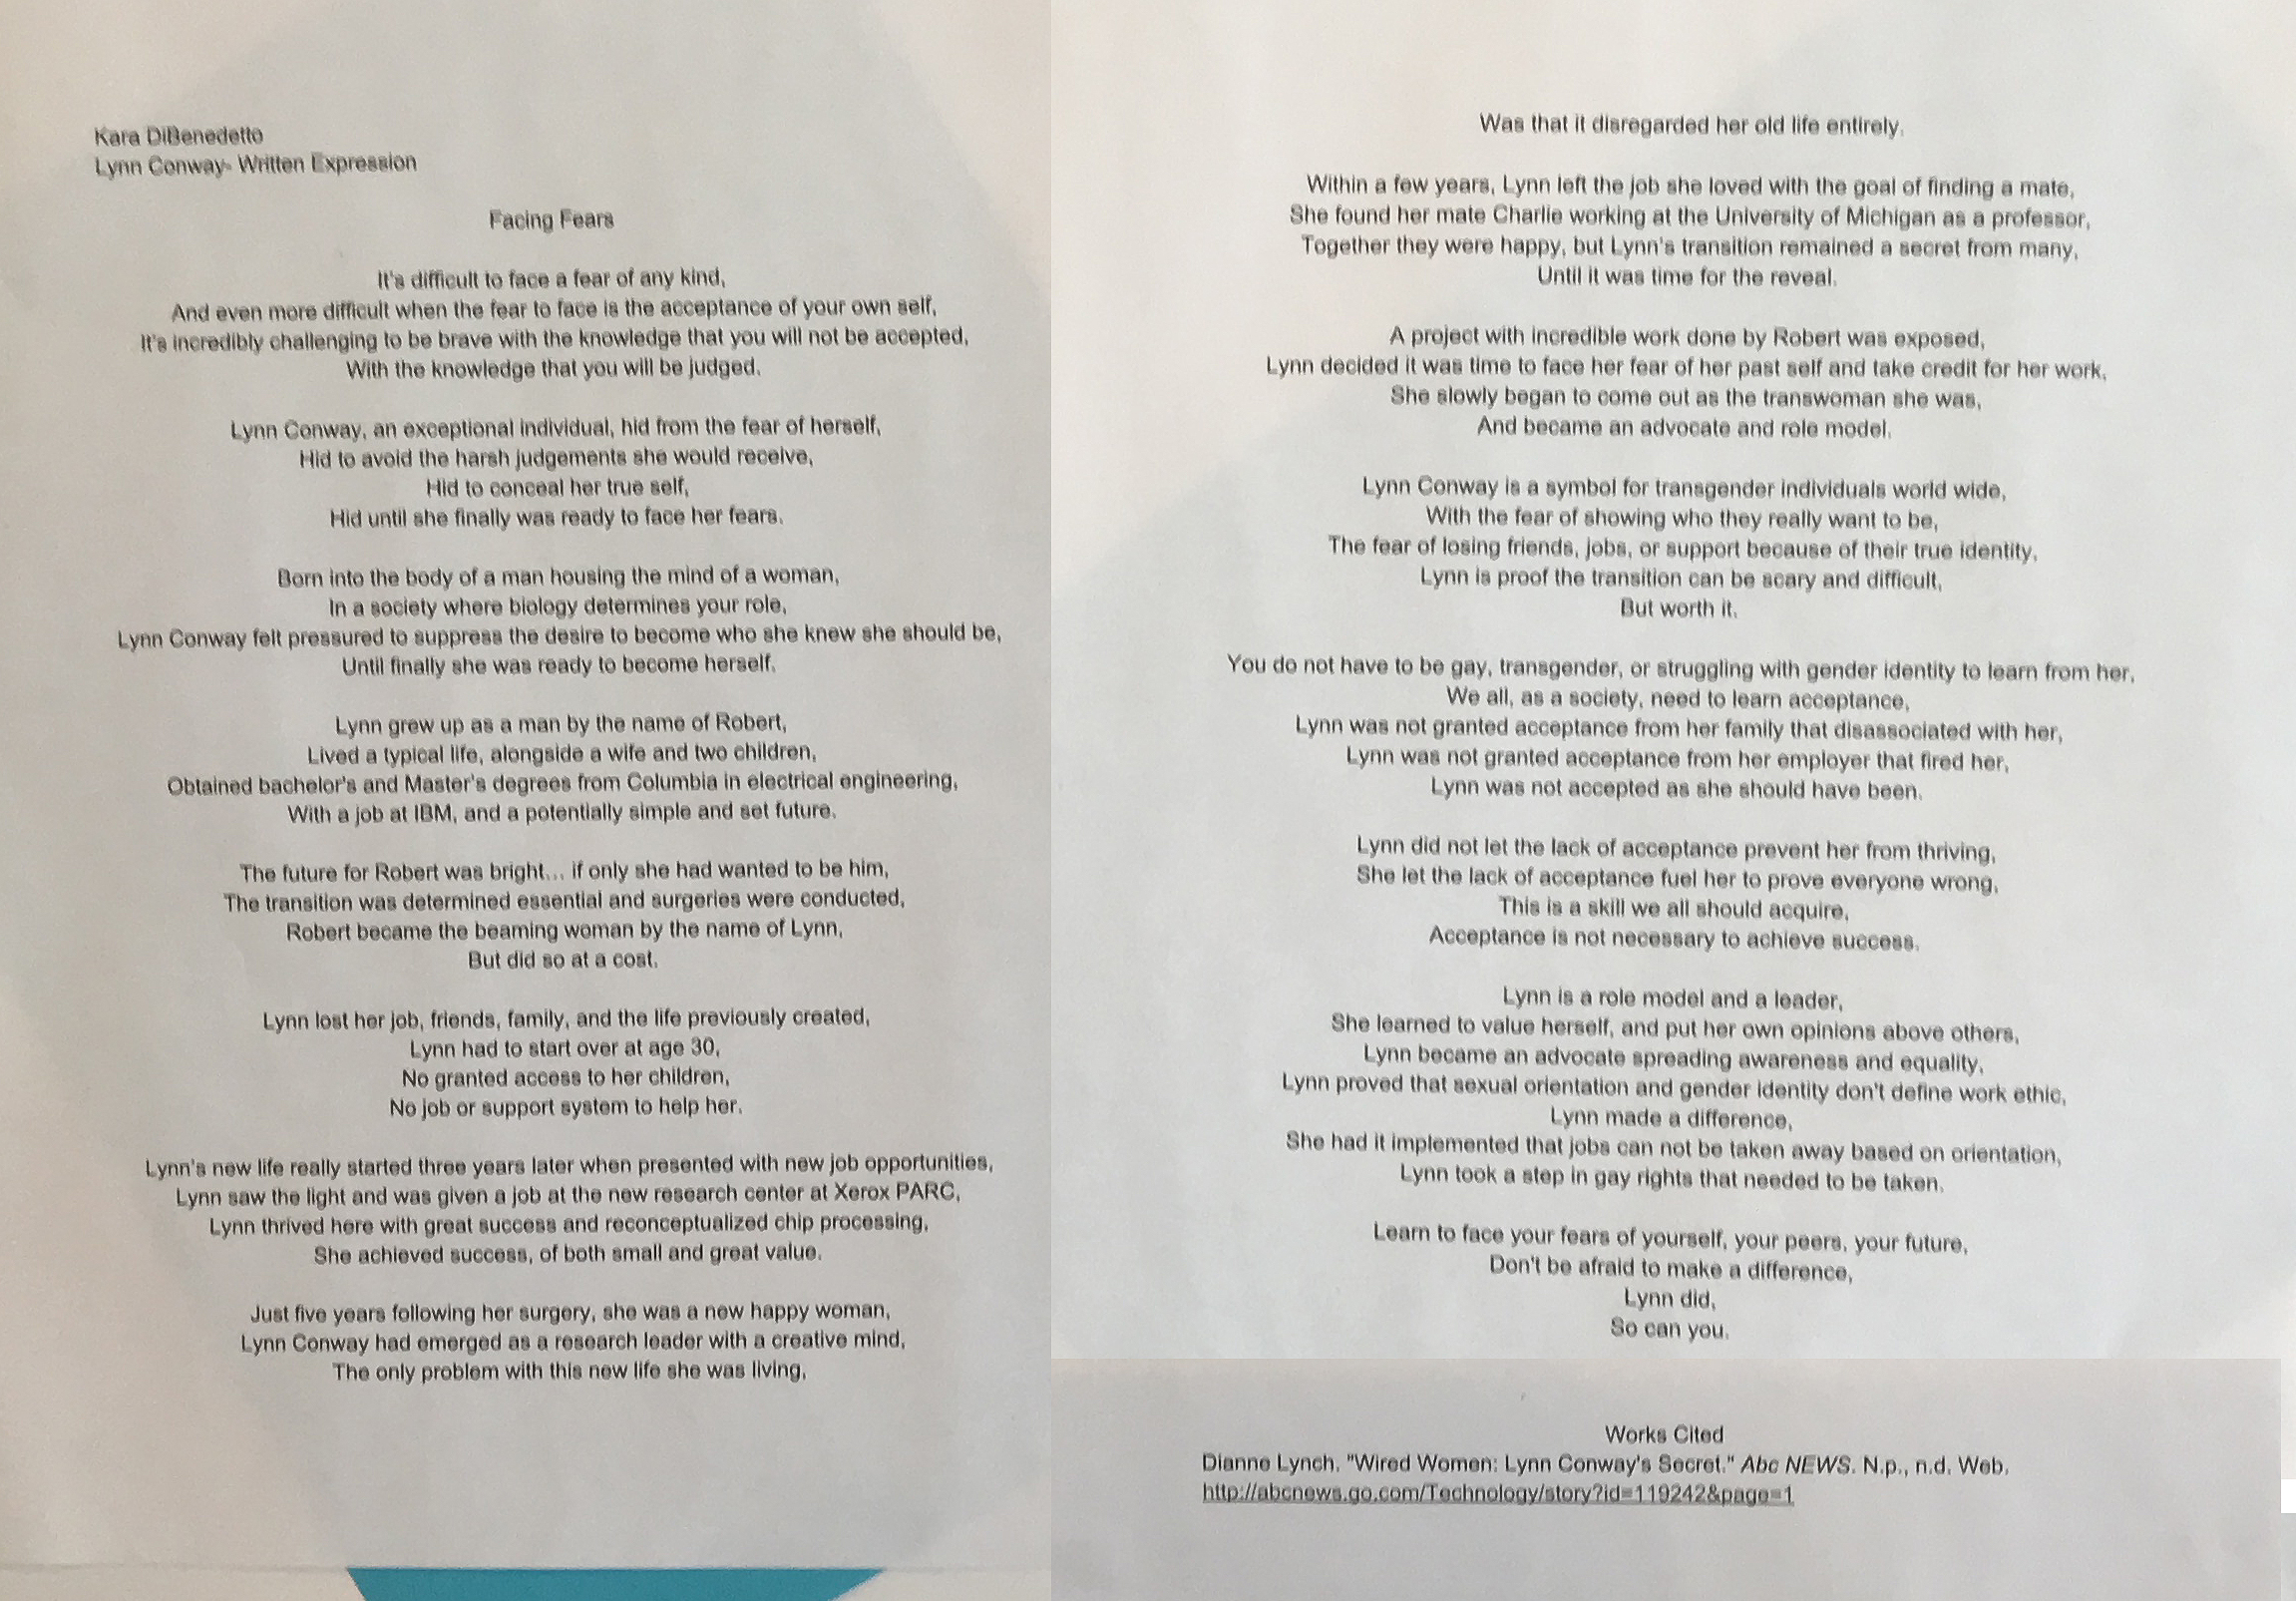 Kara DiBenedetto
Lynn Conway- Written Expression
Facing Fears
It's difficult to face a fear of any kind,
And even more difficult when the fear to face is the acceptance of your own self,
It's incredibly challenging to be brave with the knowledge that you will not be accepted,
With the knowledge that you will be judged.
Lynn Conway, an exceptional individual, hid from the fear of herself,
Hid to avoid the harsh judgements she would receive,
Hid to conceal her true self,
Hid until she finally was ready to face her fears.
Born into the body of a man housing the mind of a woman,
In a society where biology determines your role,
Lynn Conway felt pressured to suppress the desire to become who she knew she should be,
Until finally she was ready to become herself.
Lynn grew up as a man by the name of Robert,
Lived a typical life, alongside a wife and two children,
Obtained bachelor's and Master's degrees from Columbia in electrical engineering,
With a job at IBM, and a potentially simple and set future.
The future for Robert was bright... if only she had wanted to be him,
The transition was determined essential and surgeries were conducted,
Robert became the beaming woman by the name of Lynn,
But did so at a cost.
Lynn lost her job, friends, family, and the life previously created,
Lynn had to start over at age 30,
No granted access to her children,
No job or support system to help her.
Lynn's new life really started three years later when presented with new job opportunities,
Lynn saw the light and was given a job at the new research center at Xerox PARC,
Lynn thrived here with great success and reconceptualized chip processing,
She achieved success, of both small and great value.
Just five years following her surgery, she was a new happy woman,
Lynn Conway had emerged as a research leader with a creative mind,
The only problem with this new life she was living,
Was that it disregarded her old life entirely.
Within a few years, Lynn left the job she loved with the goal of finding a mate,
She found her mate Charlie working at the University of Michigan as a professor,
Together they were happy, but Lynn's transition remained a secret from many,
Until it was time for the reveal.
A project with incredible work done by Robert was exposed,
Lynn decided it was time to face her fear of her past self and take credit for her work,
She slowly began to come out as the transwoman she was,
And became an advocate and role model.
Lynn Conway is a symbol for transgender individuals world wide,
With the fear of showing who they really want to be,
The fear of losing friends, jobs, or support because of their true identity,
Lynn is proof the transition can be scary and difficult,
But worth it.
You do not have to be gay, transgender, or struggling with gender identity to learn from her,
We all, as a society, need to learn acceptance,
Lynn was not granted acceptance from her family that disassociated with her,
Lynn was not granted acceptance from her employer that fired her,
Lynn was not accepted as she should have been.
Lynn did not let the lack of acceptance prevent her from thriving,
She let the lack of acceptance fuel her to prove everyone wrong,
This is a skill we all should acquire,
Acceptance is not necessary to achieve success.
Lynn is a role model and a leader,
She learned to value herself, and put her own opinions above others,
Lynn became an advocate spreading awareness and equality,
Lynn proved that sexual orientation and gender identity don't define work ethic,
Lynn made a difference,
She had it implemented that jobs can not be taken away based on orientation,
Lynn took a step in gay rights that needed to be taken.
Learn to face your fears of yourself, your peers, your future,
Don't be afraid to make a difference,
Lynn did,
So can you.
Works Cited
Dianne Lynch. "Wired Women: Lynn Conway's Secret." Abc NEWS. N.p., n.d. Web.
http://abcnews.go.com/Technology/story?id=119242&page=1